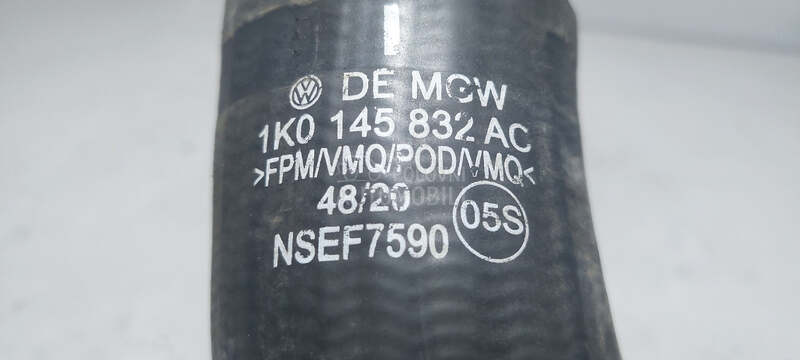 DE MGW
1K0 145 832 AC
>FPM/VMQ/POD/VMQ<
48/20
05S
NSEF7590